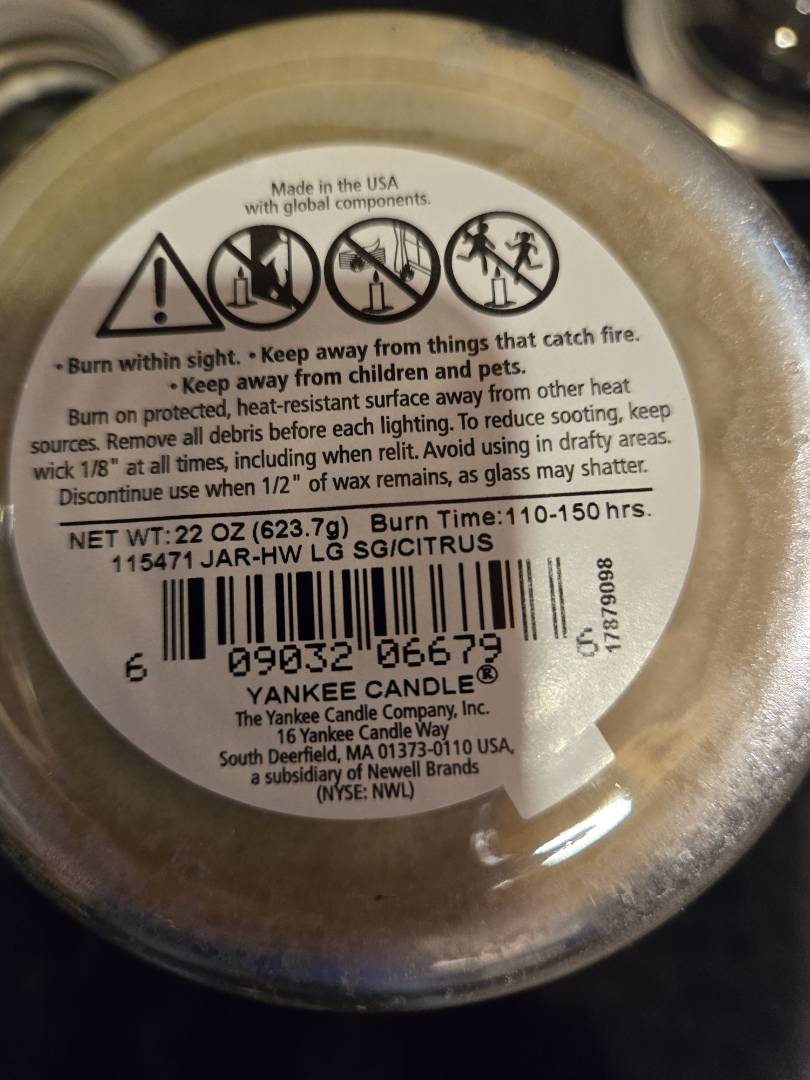 Made in the USA
with global components.
• Burn within sight. • Keep away from things that catch fire.
• Keep away from children and pets.
Burn on protected, heat-resistant surface away from other heat
sources. Remove all debris before each lighting. To reduce sooting, keep
wick 1/8" at all times, including when relit. Avoid using in drafty areas.
Discontinue use when 1/2" of wax remains, as glass may shatter.
NET WT: 22 OZ (623.7g) Burn Time:110-150 hrs.
115471 JAR-HW LG SG/CITRUS
6 09032 06679
17879098
YANKEE CANDLE®
The Yankee Candle Company, Inc.
16 Yankee Candle Way
South Deerfield, MA 01373-0110 USA,
a subsidiary of Newell Brands
(NYSE: NWL)